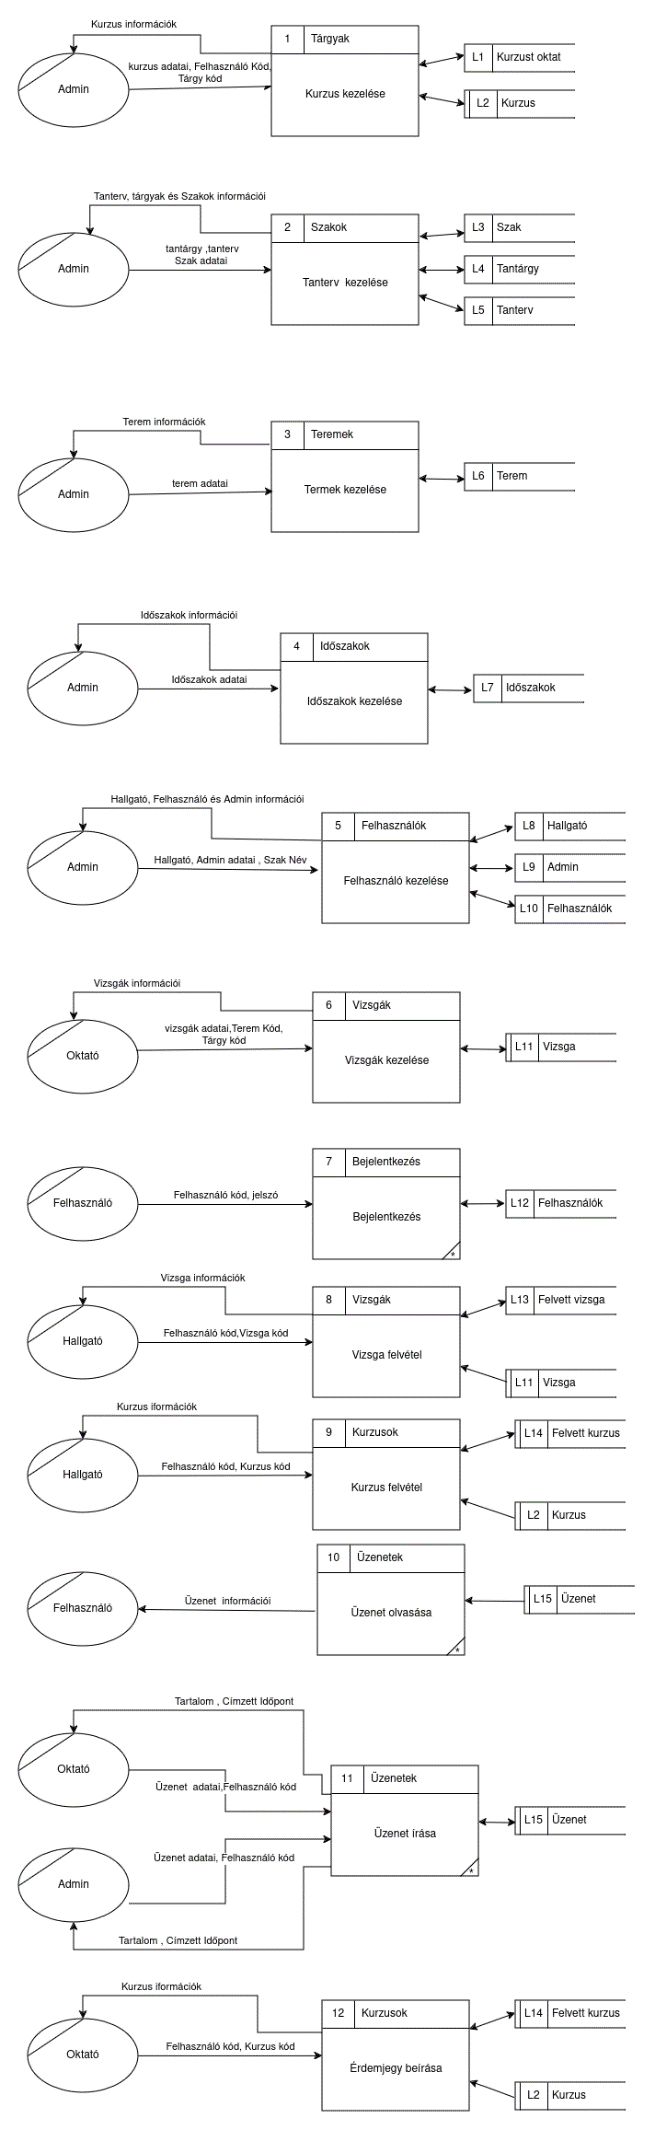 Kurzus információk
1 Tárgyak
Admin
kurzus adatai, Felhasználó Kód,
Tárgy kód
Kurzus kezelése
L1 Kurzust oktat
L2 Kurzus
Tanterv, tárgyak és Szakok információi
2 Szakok
Admin
tantárgy ,tanterv
Szak adatai
Tanterv kezelése
L3 Szak
L4 Tantárgy
L5 Tanterv
Terem információk
3 Teremek
Admin
terem adatai
Termek kezelése
L6 Terem
Időszakok információi
4 Időszakok
Admin
Időszakok adatai
Időszakok kezelése
L7 Időszakok
Hallgató, Felhasználó és Admin információi
5 Felhasználók
Admin
Hallgató, Admin adatai , Szak Név
Felhasználó kezelése
L8 Hallgató
L9 Admin
L10 Felhasználók
Vizsgák információi
6 Vizsgák
Oktató
vizsgák adatai,Terem Kód,
Tárgy kód
Vizsgák kezelése
L11 Vizsga
7 Bejelentkezés
Felhasználó
Felhasználó kód, jelszó
Bejelentkezés
*
L12 Felhasználók
Vizsga információk
8 Vizsgák
Hallgató
Felhasználó kód,Vizsga kód
Vizsga felvétel
L13 Felvett vizsga
L11 Vizsga
Kurzus iformációk
9 Kurzusok
Hallgató
Felhasználó kód, Kurzus kód
Kurzus felvétel
L14 Felvett kurzus
L2 Kurzus
10 Üzenetek
Felhasználó
Üzenet információi
Üzenet olvasása
*
L15 Üzenet
Tartalom , Címzett Időpont
Oktató
Üzenet adatai,Felhasználó kód
11 Üzenetek
Üzenet írása
*
L15 Üzenet
Üzenet adatai, Felhasználó kód
Admin
Tartalom , Címzett Időpont
Kurzus iformációk
12 Kurzusok
Oktató
Felhasználó kód, Kurzus kód
Érdemjegy beírása
L14 Felvett kurzus
L2 Kurzus